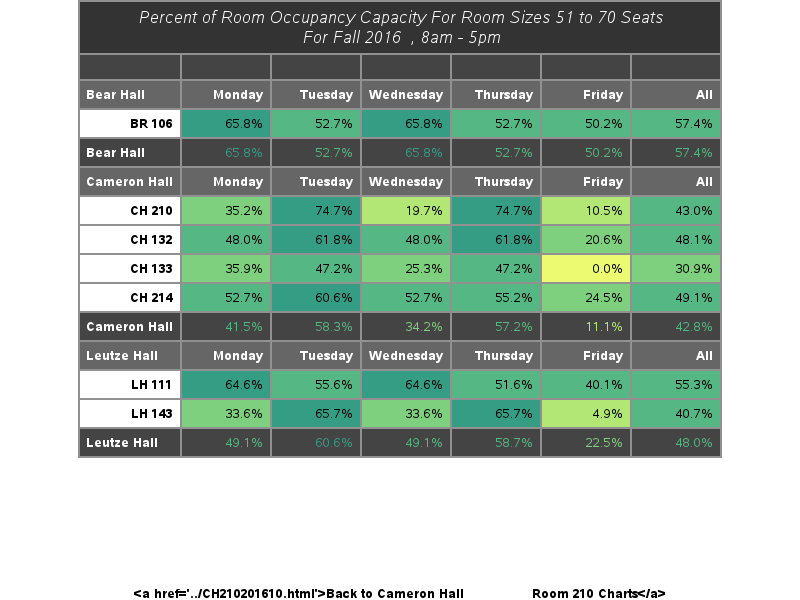 Percent of Room Occupancy Capacity For Room Sizes 51 to 70 Seats
For Fall 2016 , 8am - 5pm
Bear Hall Monday Tuesday Wednesday Thursday Friday All
BR 106 65.8% 52.7% 65.8% 52.7% 50.2% 57.4%
Bear Hall 65.8% 52.7% 65.8% 52.7% 50.2% 57.4%
Cameron Hall Monday Tuesday Wednesday Thursday Friday All
CH 210 35.2% 74.7% 19.7% 74.7% 10.5% 43.0%
CH 132 48.0% 61.8% 48.0% 61.8% 20.6% 48.1%
CH 133 35.9% 47.2% 25.3% 47.2% 0.0% 30.9%
CH 214 52.7% 60.6% 52.7% 55.2% 24.5% 49.1%
Cameron Hall 41.5% 58.3% 34.2% 57.2% 11.1% 42.8%
Leutze Hall Monday Tuesday Wednesday Thursday Friday All
LH 111 64.6% 55.6% 64.6% 51.6% 40.1% 55.3%
LH 143 33.6% 65.7% 33.6% 65.7% 4.9% 40.7%
Leutze Hall 49.1% 60.6% 49.1% 58.7% 22.5% 48.0%
<a href='../CH210201610.html'>Back to Cameron Hall Room 210 Charts</a>